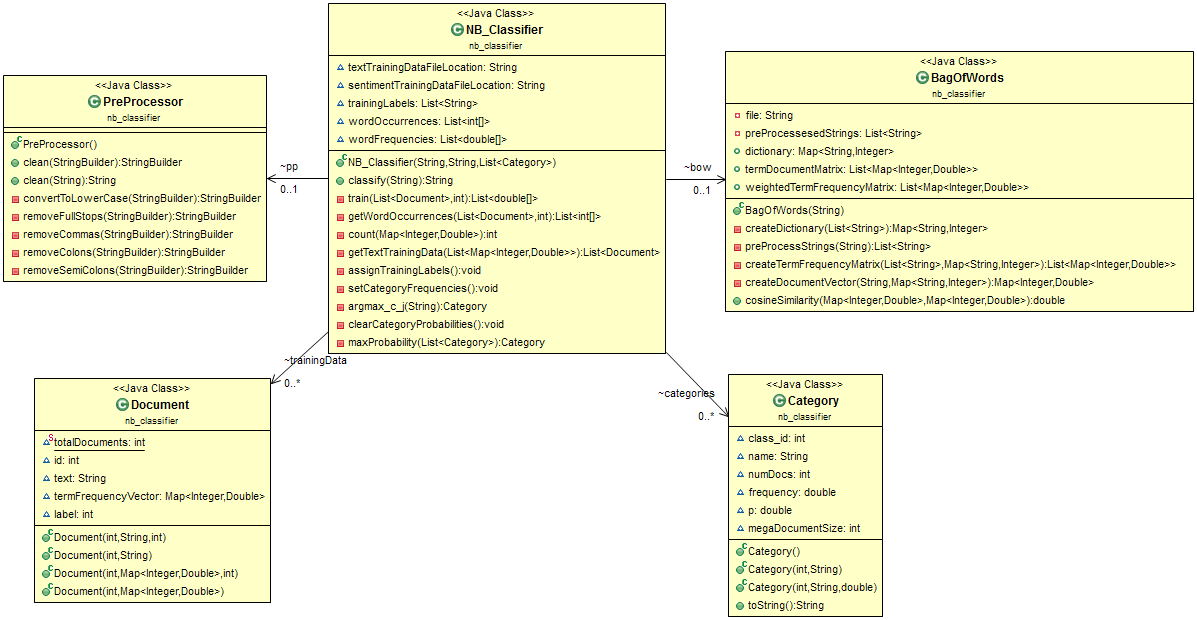 <<Java Class>>
NB_Classifier
nb_classifier
textTrainingDataFileLocation: String
sentimentTrainingDataFileLocation: String
trainingLabels: List<String>
wordOccurrences: List<int[]>
wordFrequencies: List<double[]>
NB_Classifier(String,String,List<Category>)
classify(String):String
train(List<Document>,int):List<double[]>
getWordOccurrences(List<Document>,int):List<int[]>
count(Map<Integer,Double>):int
getTextTrainingData(List<Map<Integer,Double>>):List<Document>
assignTrainingLabels():void
setCategoryFrequencies():void
argmax_c_j(String):Category
clearCategoryProbabilities():void
maxProbability(List<Category>):Category
<<Java Class>>
PreProcessor
nb_classifier
PreProcessor()
clean(StringBuilder):StringBuilder
clean(String):String
convertToLowerCase(StringBuilder):StringBuilder
removeFullStops(StringBuilder):StringBuilder
removeCommas(StringBuilder):StringBuilder
removeColons(StringBuilder):StringBuilder
removeSemiColons(StringBuilder):StringBuilder
~pp
0..1
~bow
0..1
<<Java Class>>
BagOfWords
nb_classifier
file: String
preProcessesedStrings: List<String>
dictionary: Map<String,Integer>
termDocumentMatrix: List<Map<Integer,Double>>
weightedTermFrequencyMatrix: List<Map<Integer,Double>>
BagOfWords(String)
createDictionary(List<String>):Map<String,Integer>
preProcessStrings(String):List<String>
createTermFrequencyMatrix(List<String>,Map<String,Integer>):List<Map<Integer,Double>>
createDocumentVector(String,Map<String,Integer>):Map<Integer,Double>
cosineSimilarity(Map<Integer,Double>,Map<Integer,Double>):double
~trainingData
0..*
~categories
0..*
<<Java Class>>
Document
nb_classifier
totalDocuments: int
id: int
text: String
termFrequencyVector: Map<Integer,Double>
label: int
Document(int,String,int)
Document(int,String)
Document(int,Map<Integer,Double>,int)
Document(int,Map<Integer,Double>)
<<Java Class>>
Category
nb_classifier
class_id: int
name: String
numDocs: int
frequency: double
p: double
megaDocumentSize: int
Category()
Category(int,String)
Category(int,String,double)
toString():String